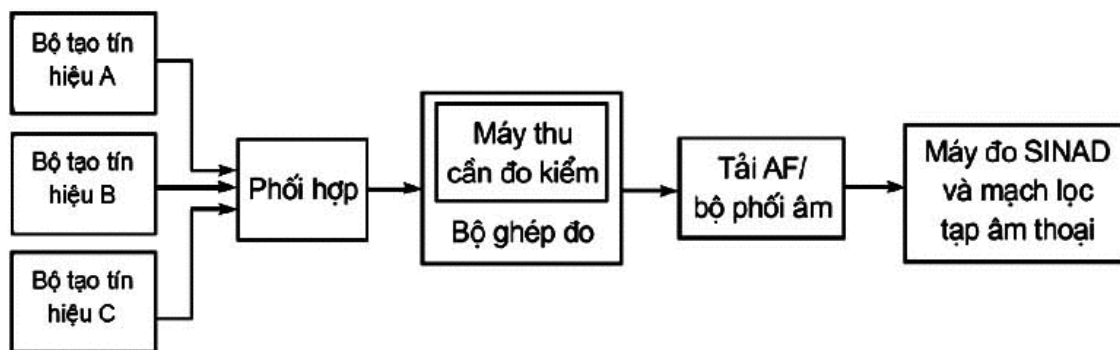 Bộ tạo tín
hiệu A
Bộ tạo tín
hiệu B
Bộ tạo tín
hiệu C
Phối hợp
Máy thu
cần đo kiểm
Bộ ghép đo
Tải AF/
bộ phối âm
Máy đo SINAD
và mạch lọc
tạp âm thoại